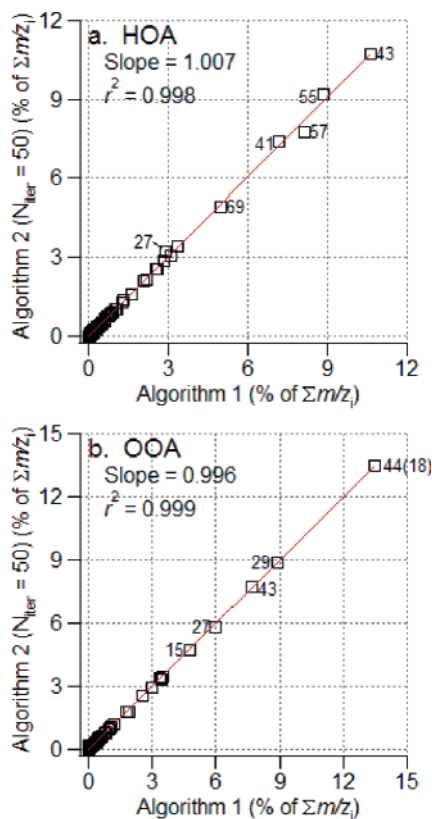 a. HOA
Slope = 1.007
r² = 0.998
Algorithm 2 (N_iter = 50) (% of Σm/z_i)
12
9
6
3
0
43
55
57
41
69
27
0 3 6 9 12
Algorithm 1 (% of Σm/z_i)
b. OOA
Slope = 0.996
r² = 0.999
Algorithm 2 (N_iter = 50) (% of Σm/z_i)
15
12
9
6
3
0
44(18)
29
43
27
15
0 3 6 9 12 15
Algorithm 1 (% of Σm/z_i)